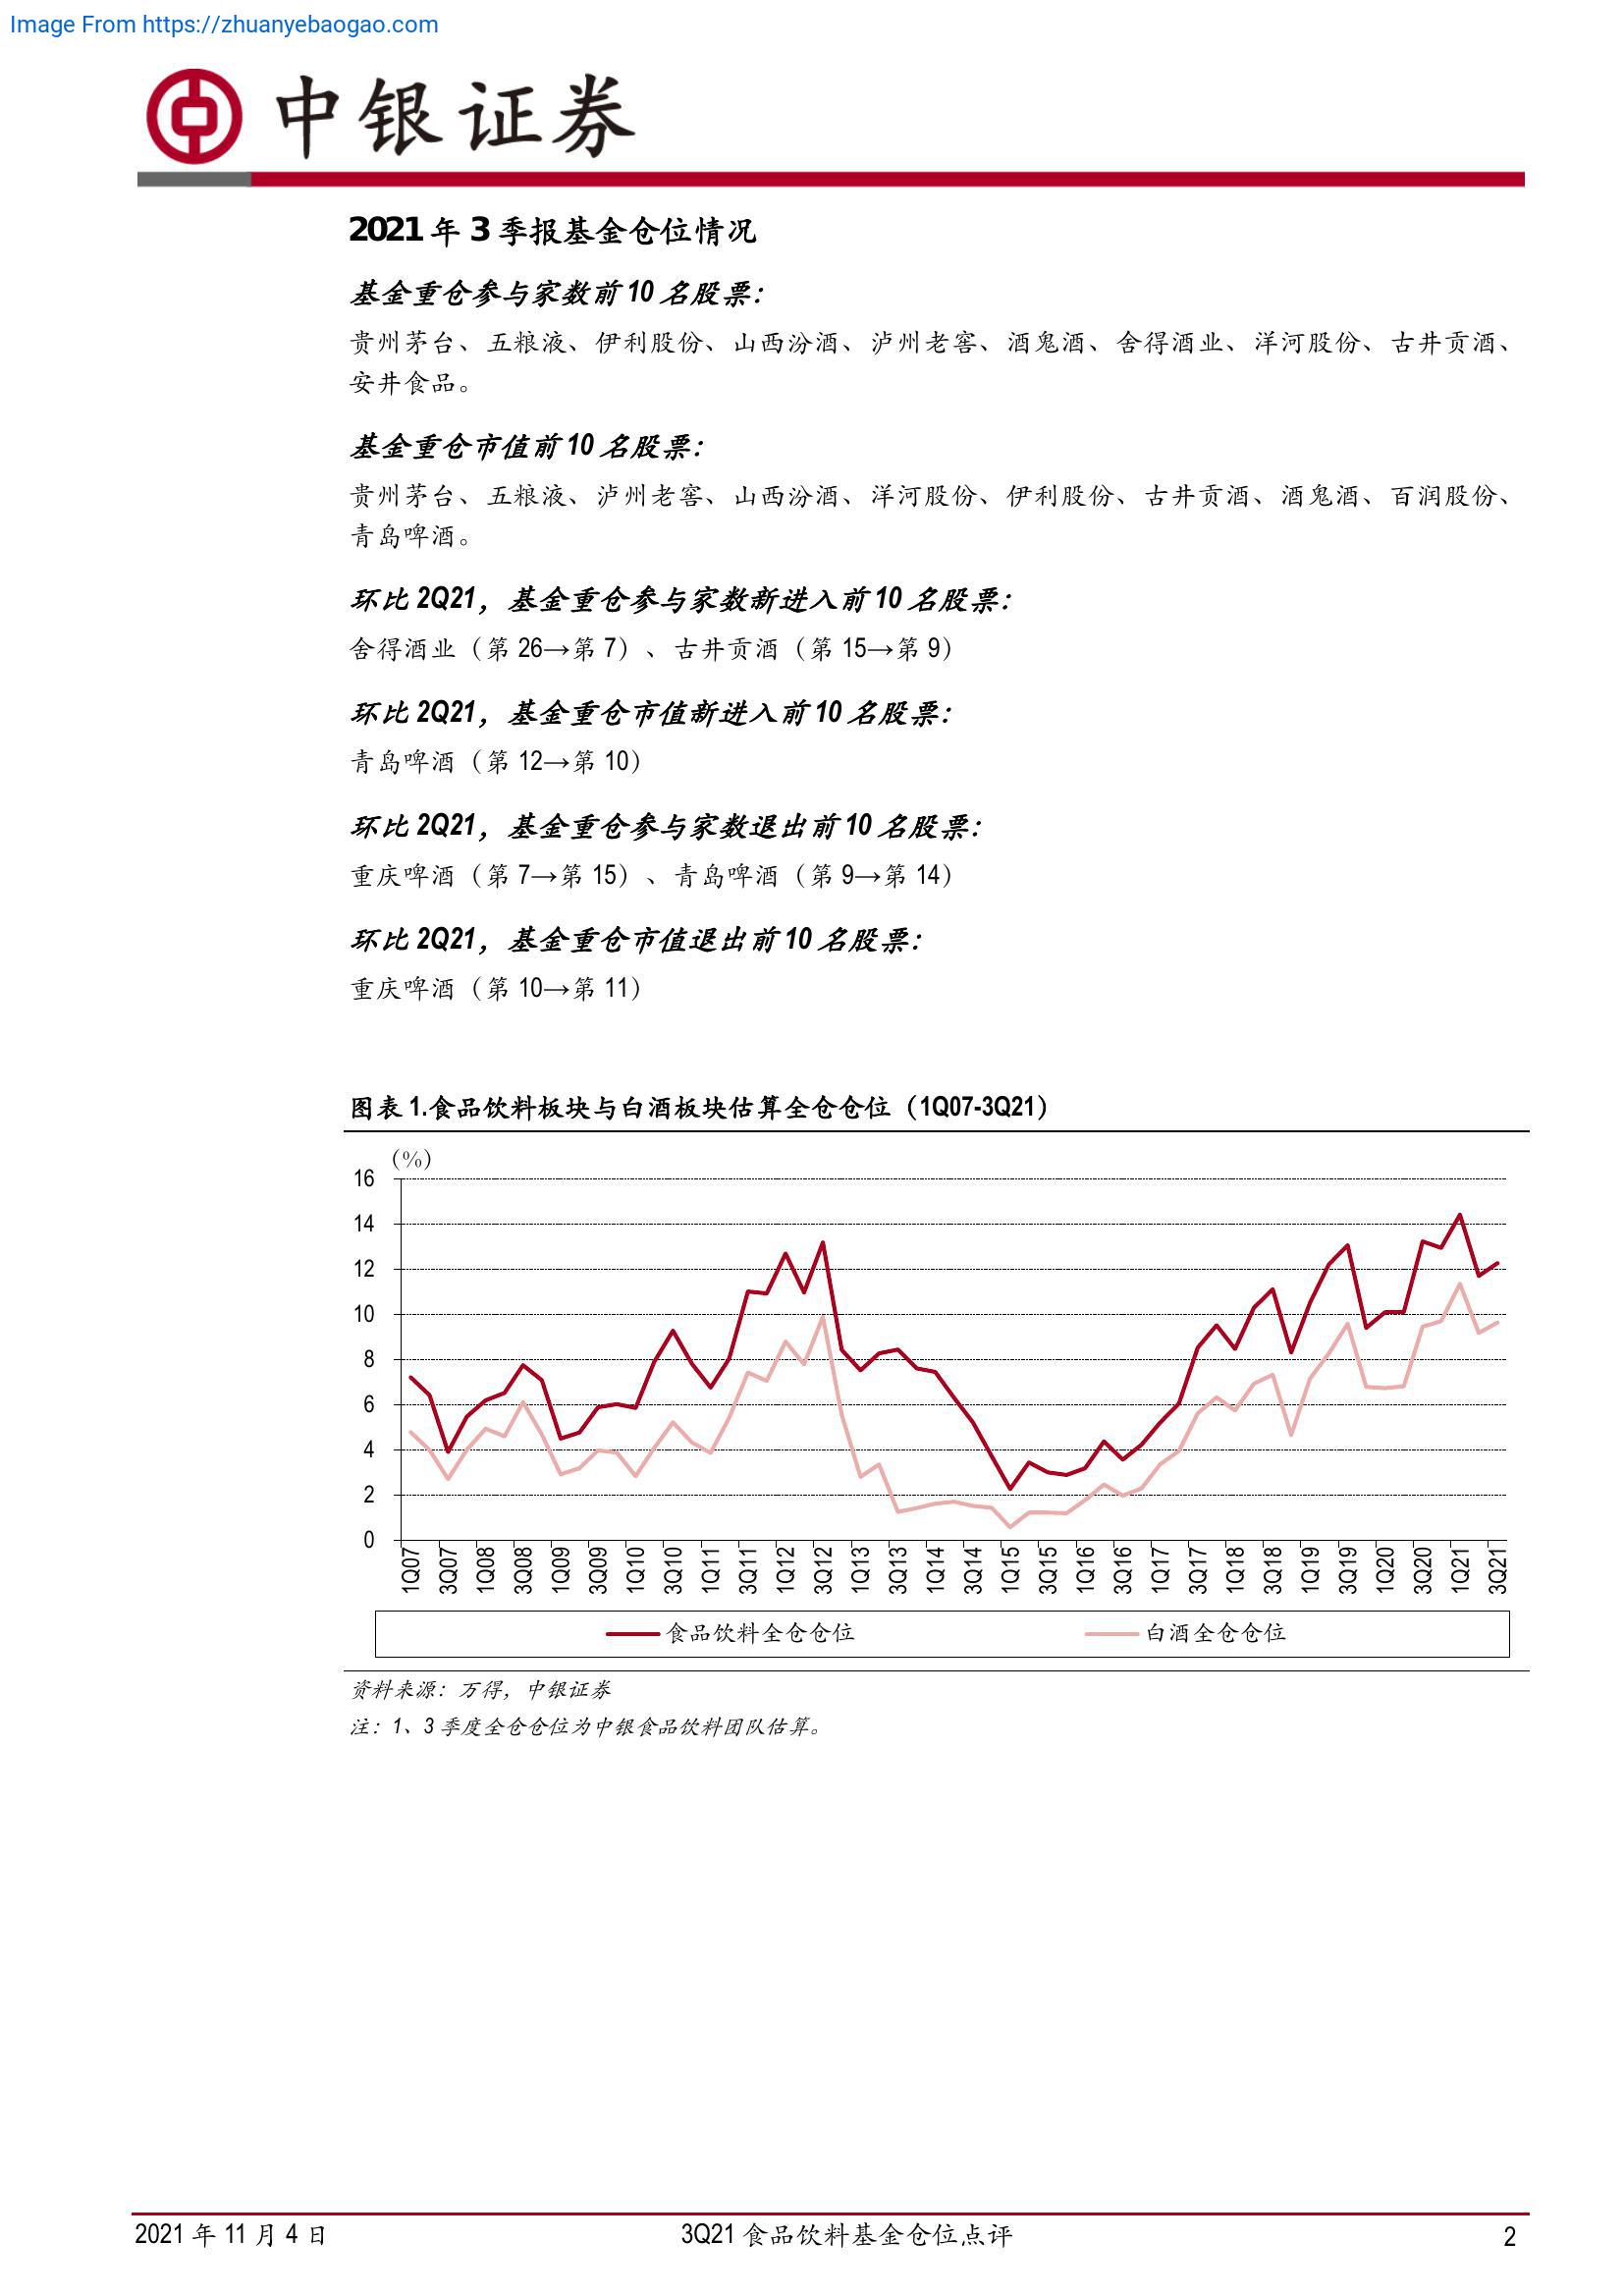 Image From https://zhuanyebaogao.com
中银证券
2021 年 3 季报基金仓位情况
基金重仓参与家数前 10 名股票：
贵州茅台、五粮液、伊利股份、山西汾酒、泸州老窖、酒鬼酒、舍得酒业、洋河股份、古井贡酒、
安井食品。
基金重仓市值前 10 名股票：
贵州茅台、五粮液、泸州老窖、山西汾酒、洋河股份、伊利股份、古井贡酒、酒鬼酒、百润股份、
青岛啤酒。
环比 2Q21，基金重仓参与家数新进入前 10 名股票：
舍得酒业（第 26→第 7）、古井贡酒（第 15→第 9）
环比 2Q21，基金重仓市值新进入前 10 名股票：
青岛啤酒（第 12→第 10）
环比 2Q21，基金重仓参与家数退出前 10 名股票：
重庆啤酒（第 7→第 15）、青岛啤酒（第 9→第 14）
环比 2Q21，基金重仓市值退出前 10 名股票：
重庆啤酒（第 10→第 11）
图表 1.食品饮料板块与白酒板块估算全仓仓位（1Q07-3Q21）
(%)
16
14
12
10
8
6
4
2
0
1Q07 3Q07 1Q08 3Q08 1Q09 3Q09 1Q10 3Q10 1Q11 3Q11 1Q12 3Q12 1Q13 3Q13 1Q14 3Q14 1Q15 3Q15 1Q16 3Q16 1Q17 3Q17 1Q18 3Q18 1Q19 3Q19 1Q20 3Q20 1Q21 3Q21
食品饮料全仓仓位 白酒全仓仓位
资料来源：万得，中银证券
注：1、3 季度全仓仓位为中银食品饮料团队估算。
2021 年 11 月 4 日 3Q21 食品饮料基金仓位点评 2